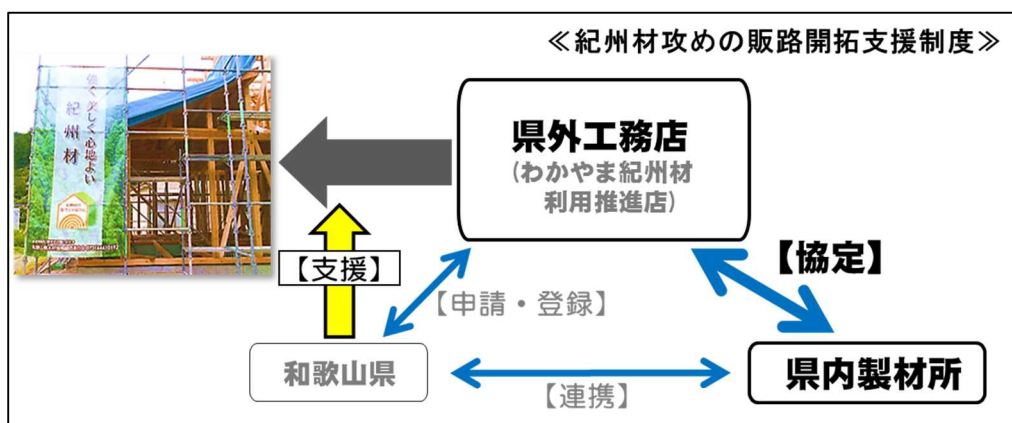 ≪紀州材攻めの販路開拓支援制度≫
強く美しく心地よい
紀州材
県外工務店
(わかやま紀州材
利用推進店)
【支援】
【申請・登録】
【協定】
和歌山県
【連携】
県内製材所